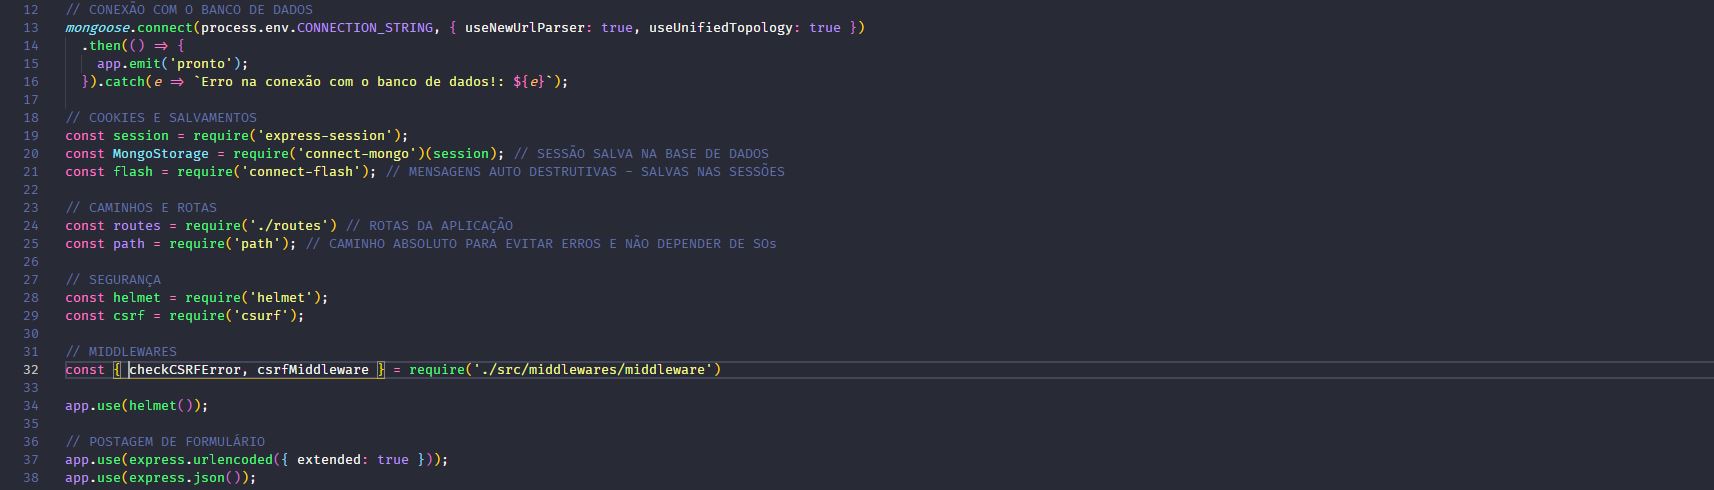 12 // CONEXÃO COM O BANCO DE DADOS
13 mongoose.connect(process.env.CONNECTION_STRING, { useNewUrlParser: true, useUnifiedTopology: true })
14 .then(() => {
15 app.emit('pronto');
16 }).catch(e => `Erro na conexão com o banco de dados!: ${e}`);
17
18 // COOKIES E SALVAMENTOS
19 const session = require('express-session');
20 const MongoStorage = require('connect-mongo')(session); // SESSÃO SALVA NA BASE DE DADOS
21 const flash = require('connect-flash'); // MENSAGENS AUTO DESTRUTIVAS - SALVAS NAS SESSÕES
22
23 // CAMINHOS E ROTAS
24 const routes = require('./routes') // ROTAS DA APLICAÇÃO
25 const path = require('path'); // CAMINHO ABSOLUTO PARA EVITAR ERROS E NÃO DEPENDER DE SOs
26
27 // SEGURANÇA
28 const helmet = require('helmet');
29 const csrf = require('csurf');
30
31 // MIDDLEWARES
32 const { checkCSRFError, csrfMiddleware } = require('./src/middlewares/middleware')
33
34 app.use(helmet());
35
36 // POSTAGEM DE FORMULÁRIO
37 app.use(express.urlencoded({ extended: true }));
38 app.use(express.json());